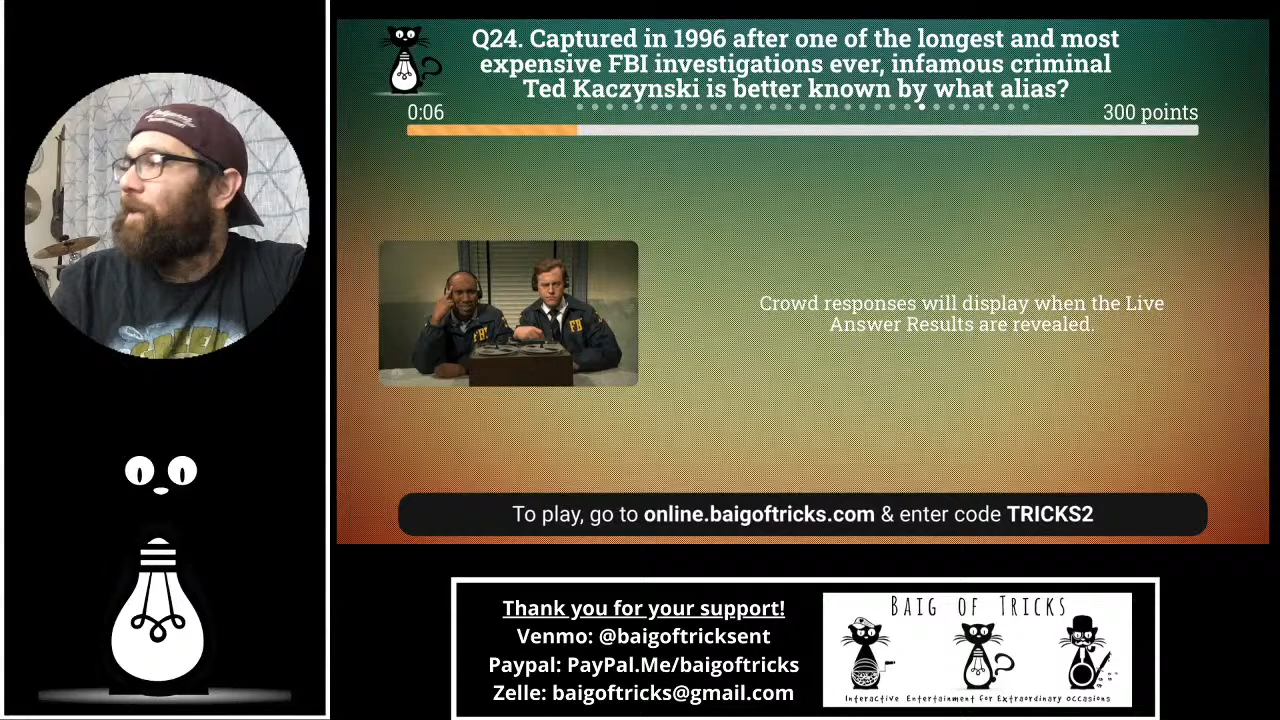 Q24. Captured in 1996 after one of the longest and most
expensive FBI investigations ever, infamous criminal
Ted Kaczynski is better known by what alias?
0:06
300 points
FBI
FB
Crowd responses will display when the Live
Answer Results are revealed.
To play, go to online.baigoftricks.com & enter code TRICKS2
Thank you for your support!
Venmo: @baigoftricksent
Paypal: PayPal.Me/baigoftricks
Zelle: baigoftricks@gmail.com
BAIG OF TRICKS
Interactive Entertainment for Extraordinary occasions